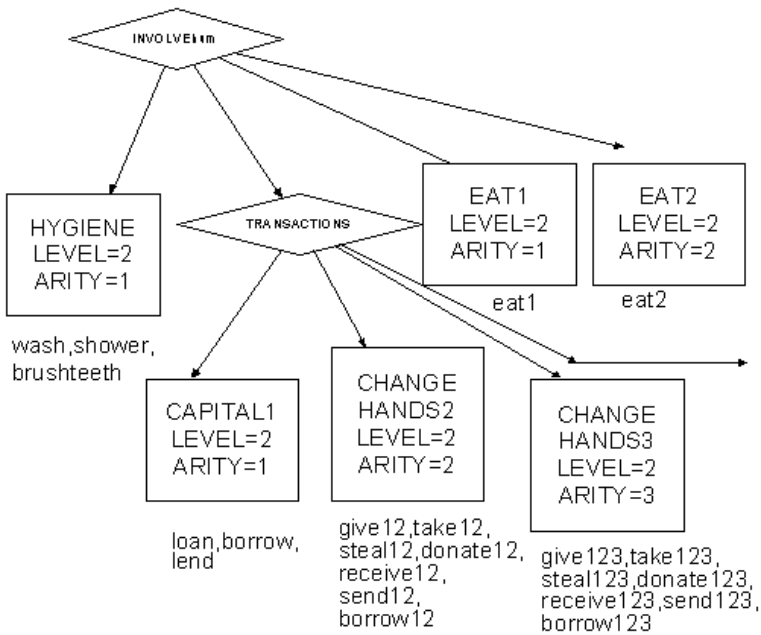 INVOLVEhum
HYGIENE
LEVEL=2
ARITY=1
wash,shower,
brushteeth
TRANSACTIONS
EAT1
LEVEL=2
ARITY=1
eat1
EAT2
LEVEL=2
ARITY=2
eat2
CAPITAL1
LEVEL=2
ARITY=1
loan,borrow,
lend
CHANGE
HANDS2
LEVEL=2
ARITY=2
give12,take12,
steal12,donate12,
receive12,
send12,
borrow12
CHANGE
HANDS3
LEVEL=2
ARITY=3
give123,take123,
steal123,donate123,
receive123,send123,
borrow123